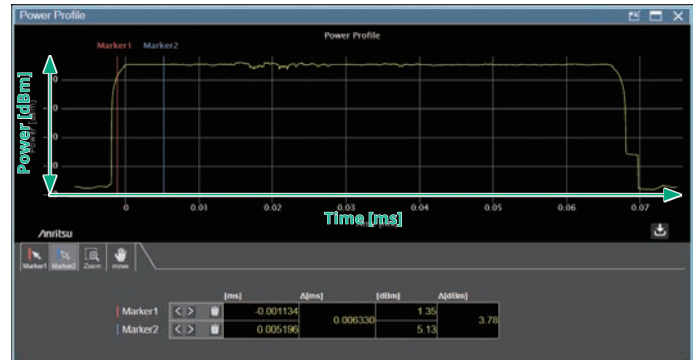 Power Profile
Power Profile
Marker1 Marker2
Power [dBm]
0 0.01 0.02 0.03 0.04 0.05 0.06 0.07
Time [ms]
Anritsu
Marker1 Marker2 Zoom move
[ms] Δ[ms] [dBm] Δ[dBm]
Marker1 < > -0.001134 0.006330 1.35 3.78
Marker2 < > 0.005196 5.13